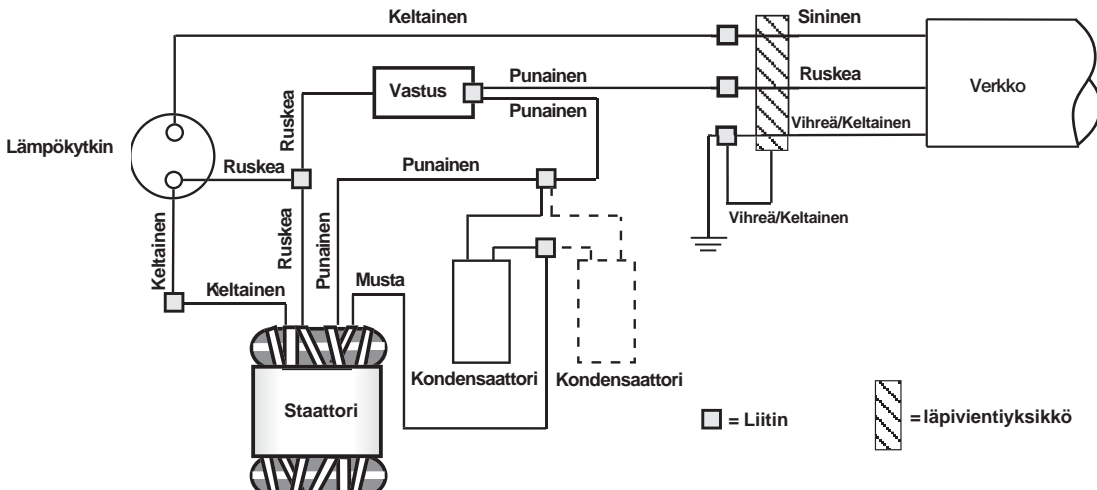 Keltainen
Sininen
Punainen
Ruskea
Vastus
Verkko
Punainen
Ruskea
Vihreä/Keltainen
Lämpökytkin
Ruskea
Punainen
Vihreä/Keltainen
Keltainen
Ruskea
Punainen
Keltainen
Musta
Kondensaattori
Kondensaattori
Staattori
= Liitin
= läpivientiyksikkö